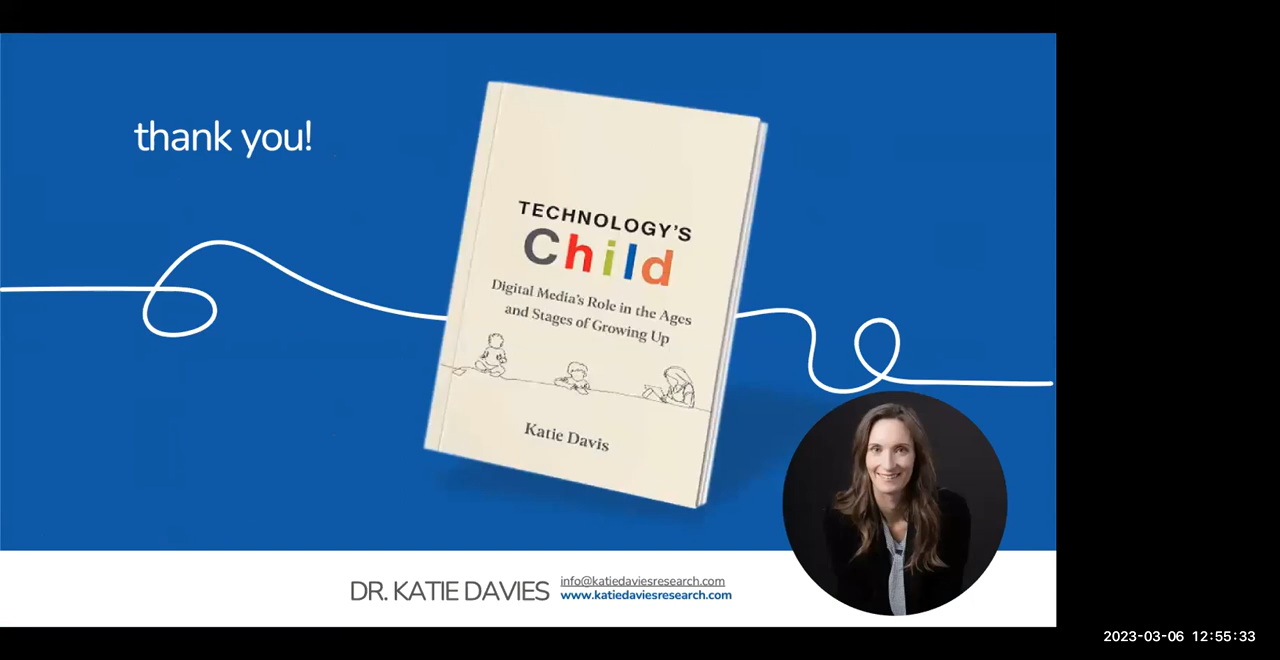 thank you!
TECHNOLOGY'S
Child
Digital Media's Role in the Ages
and Stages of Growing Up
Katie Davis
DR. KATIE DAVIES
info@katiedaviesresearch.com
www.katiedaviesresearch.com
2023-03-06 12:55:33